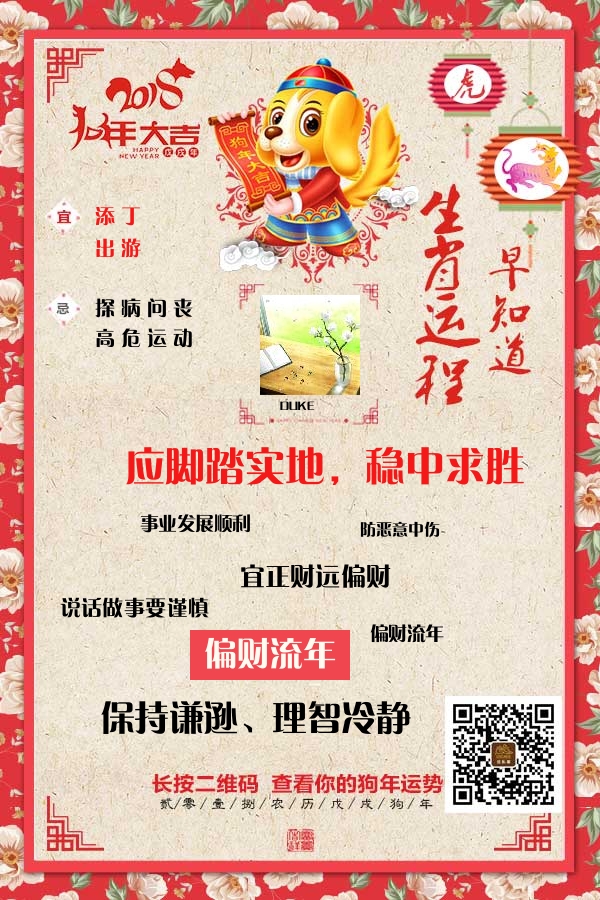 2018
狗年大吉
HAPPY
NEW YEAR
戊戌年
狗年大吉
虎
生肖运程
早知道
宜
添丁
出游
忌
探病问丧
高危运动
DUKE
HAPPY CHINESE NEW YEAR
应脚踏实地，稳中求胜
事业发展顺利
防恶意中伤
宜正财远偏财
说话做事要谨慎
偏财流年
偏财流年
保持谦逊、理智冷静
长按二维码 查看你的狗年运势
贰/零/壹/捌/农/历/戊/戌/狗/年